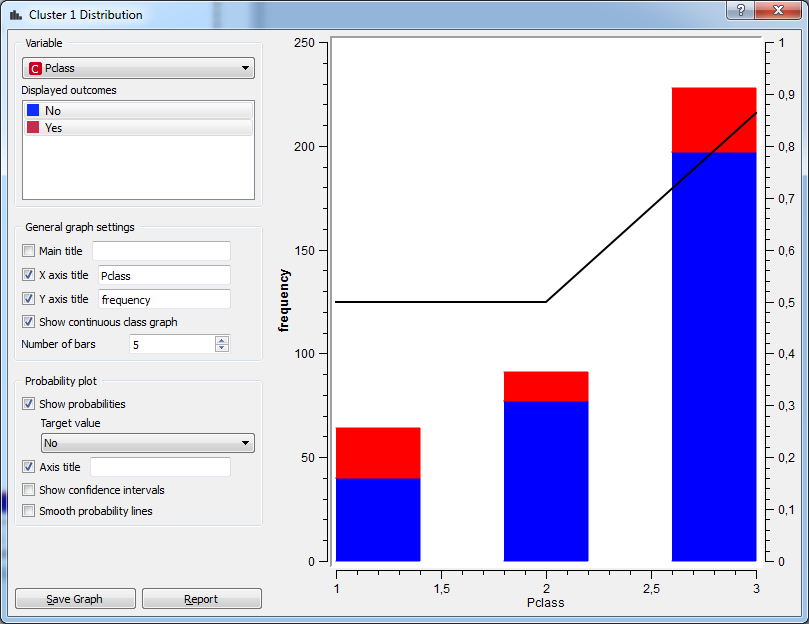 Cluster 1 Distribution
?
X
Variable
C Pclass
Displayed outcomes
No
Yes
General graph settings
Main title
X axis title Pclass
Y axis title frequency
Show continuous class graph
Number of bars 5
Probability plot
Show probabilities
Target value
No
Axis title
Show confidence intervals
Smooth probability lines
Save Graph Report
frequency
250
200
150
100
50
0
1 1,5 2 2,5 3
Pclass
1
0,9
0,8
0,7
0,6
0,5
0,4
0,3
0,2
0,1
0